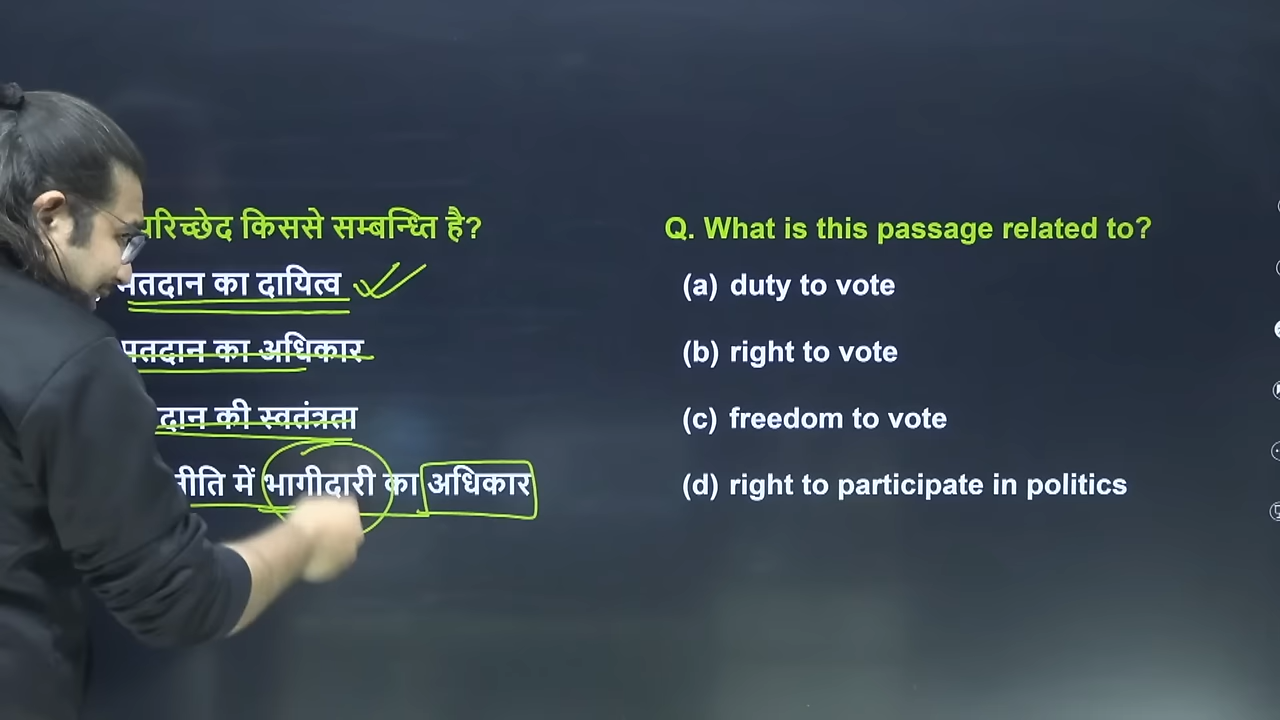 परिच्छेद किससे सम्बन्धित है?
मतदान का दायित्व
मतदान का अधिकार
दान की स्वतंत्रता
में भागीदारी का अधिकार
Q. What is this passage related to?
(a) duty to vote
(b) right to vote
(c) freedom to vote
(d) right to participate in politics